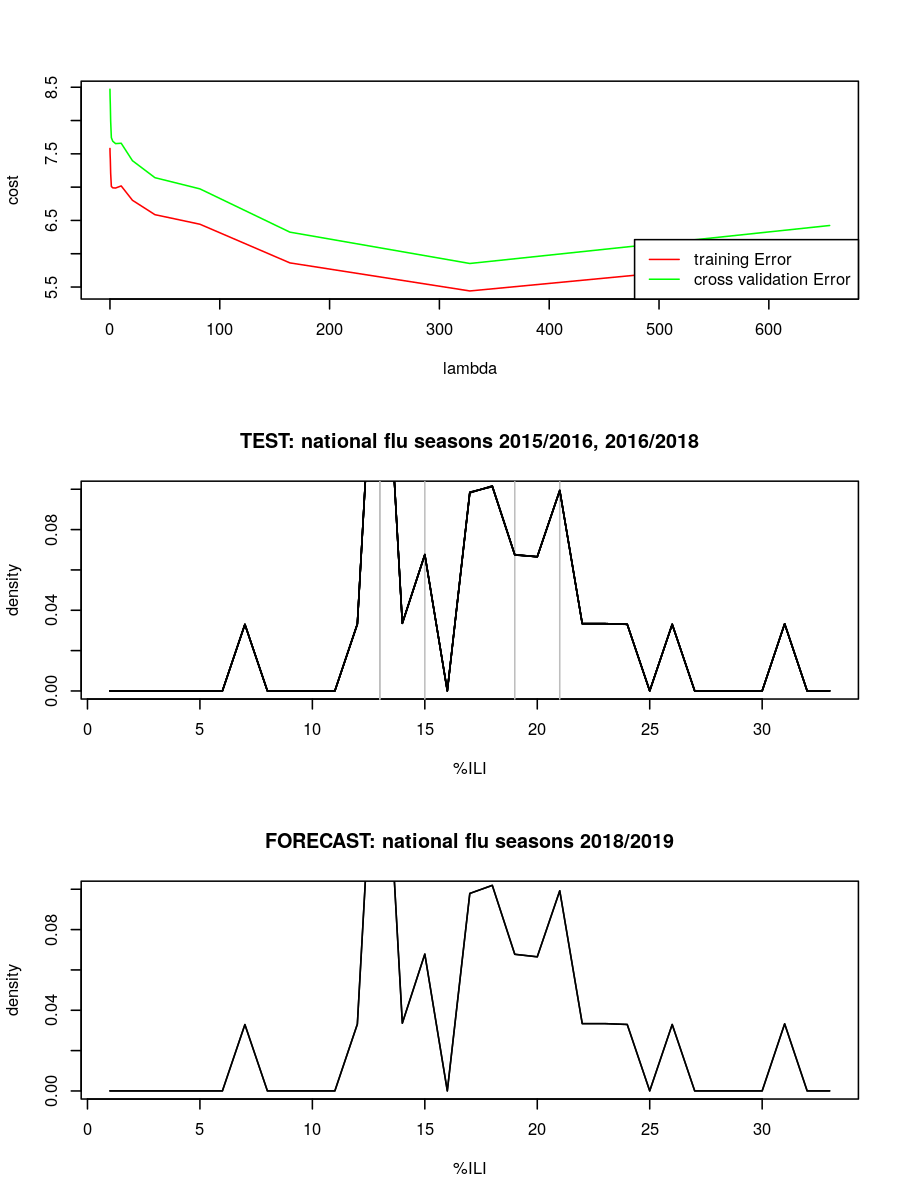 8.5
7.5
6.5
5.5
cost
training Error
cross validation Error
0 100 200 300 400 500 600
lambda
TEST: national flu seasons 2015/2016, 2016/2018
0.08
0.04
0.00
density
0 5 10 15 20 25 30
%ILI
FORECAST: national flu seasons 2018/2019
0.08
0.04
0.00
density
0 5 10 15 20 25 30
%ILI